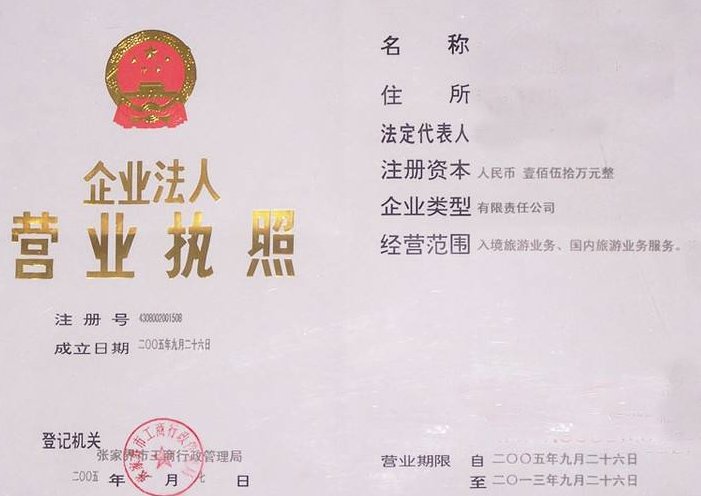 企业法人
营业执照
注册号 4308002001508
成立日期 二〇〇五年九月二十六日
登记机关
张家界市工商行政管理局
二〇〇五 年 月 七 日
名称
住所
法定代表人
注册资本 人民币 壹佰伍拾万元整
企业类型 有限责任公司
经营范围 入境旅游业务、国内旅游业务服务。
营业期限 自 二〇〇五年九月二十六日
至 二〇一三年九月二十六日